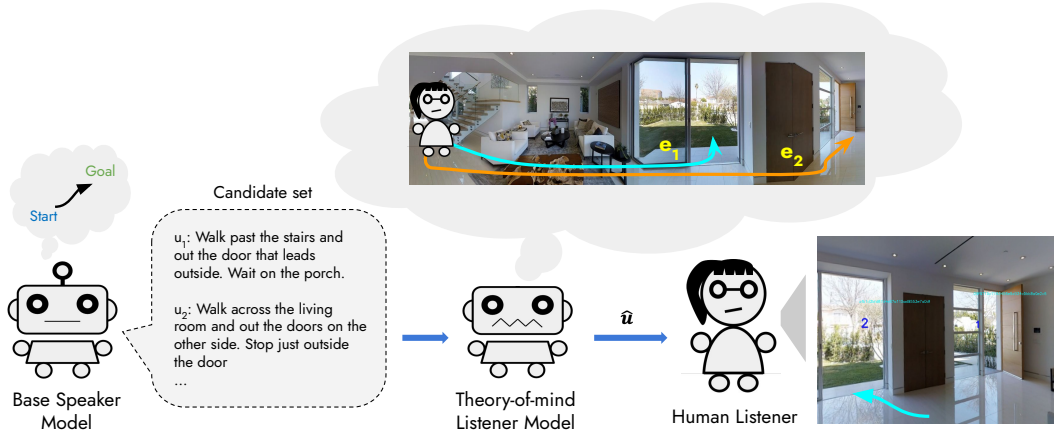 Goal
Start
Candidate set
u1: Walk past the stairs and
out the door that leads
outside. Wait on the porch.
u2: Walk across the living
room and out the doors on the
other side. Stop just outside
the door
...
Base Speaker
Model
e1
e2
Theory-of-mind
Listener Model
û
Human Listener
2
1